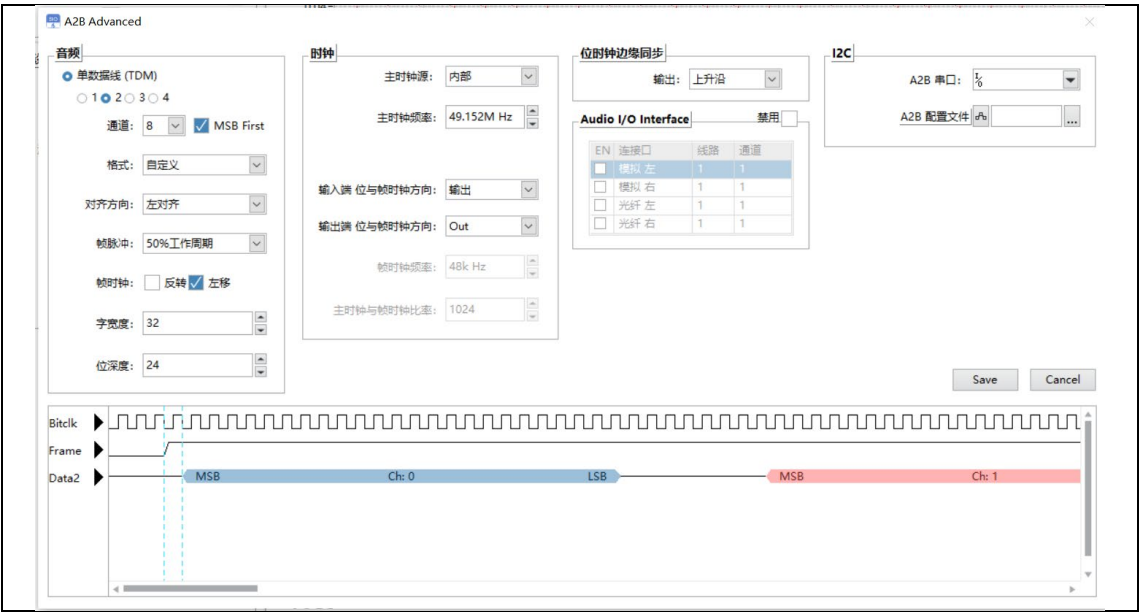 A2B Advanced
音频
单数据线 (TDM)
1 2 3 4
通道: 8 MSB First
格式: 自定义
对齐方向: 左对齐
帧脉冲: 50%工作周期
帧时钟: 反转 左移
字宽度: 32
位深度: 24
时钟
主时钟源: 内部
主时钟频率: 49.152M Hz
输入端 位与帧时钟方向: 输出
输出端 位与帧时钟方向: Out
帧时钟频率: 48k Hz
主时钟与帧时钟比率: 1024
位时钟边缘同步
输出: 上升沿
Audio I/O Interface 禁用
EN 连接口 线路 通道
模拟 左 1 1
模拟 右 1 1
光纤 左 1 1
光纤 右 1 1
I2C
A2B 串口: I/O
A2B 配置文件 ...
Save Cancel
Bitclk
Frame
Data2 MSB Ch: 0 LSB MSB Ch: 1